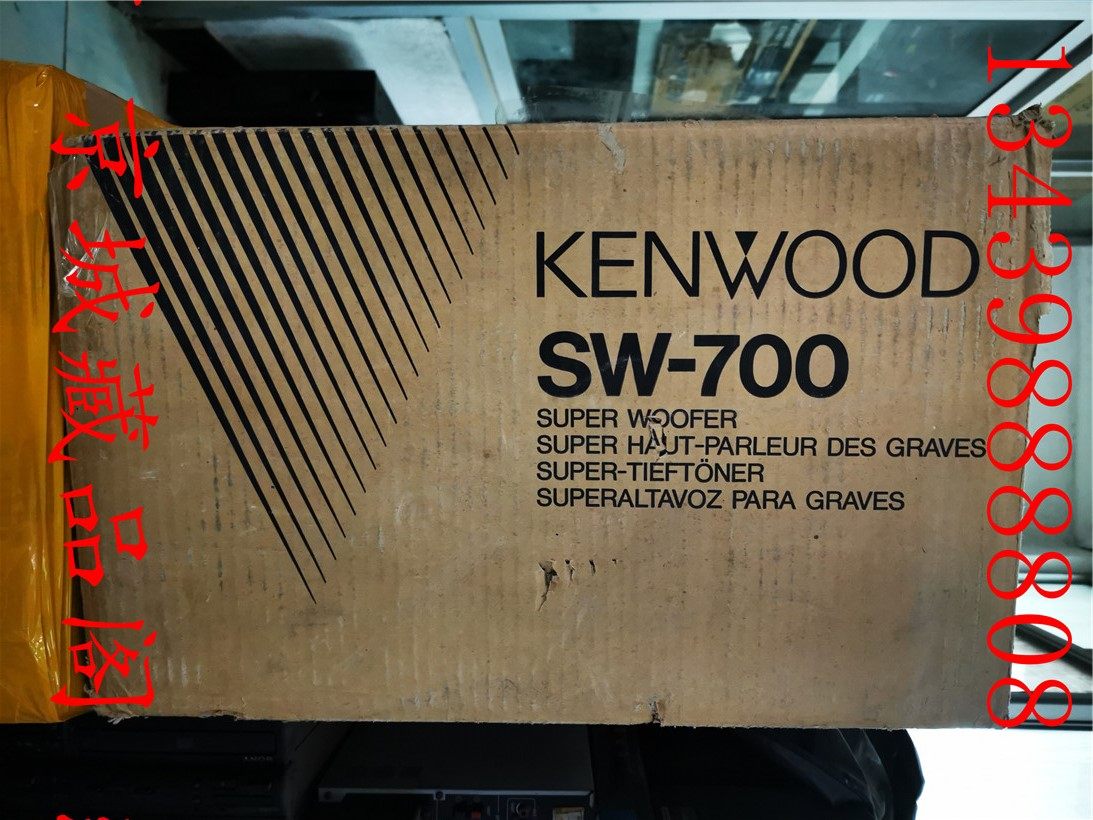 KENWOOD
SW-700
SUPER WOOFER
SUPER HAUT-PARLEUR DES GRAVES
SUPER-TIEFTÖNER
SUPERALTAVOZ PARA GRAVES
京城藏品阁
13439888808
SONY